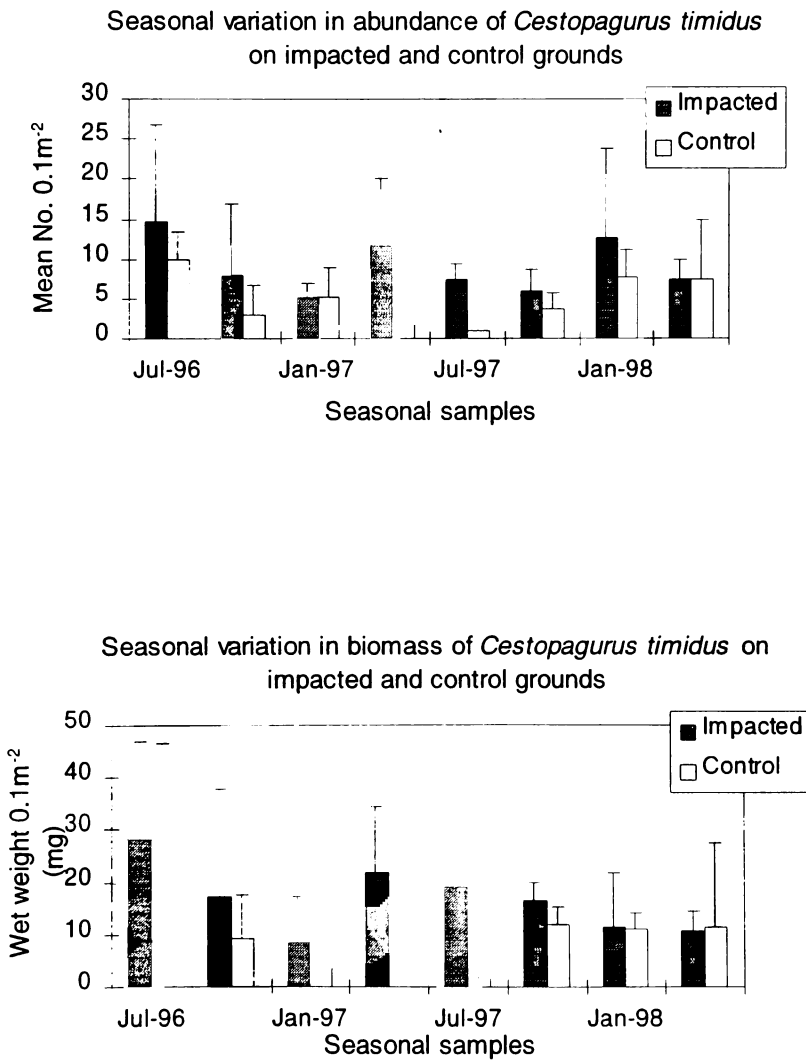 Seasonal variation in abundance of Cestopagurus timidus
on impacted and control grounds
Impacted
Control
Mean No. 0.1m-2
30
25
20
15
10
5
0
Jul-96 Jan-97 Jul-97 Jan-98
Seasonal samples
Seasonal variation in biomass of Cestopagurus timidus on
impacted and control grounds
Impacted
Control
Wet weight 0.1m-2
(mg)
50
40
30
20
10
0
Jul-96 Jan-97 Jul-97 Jan-98
Seasonal samples